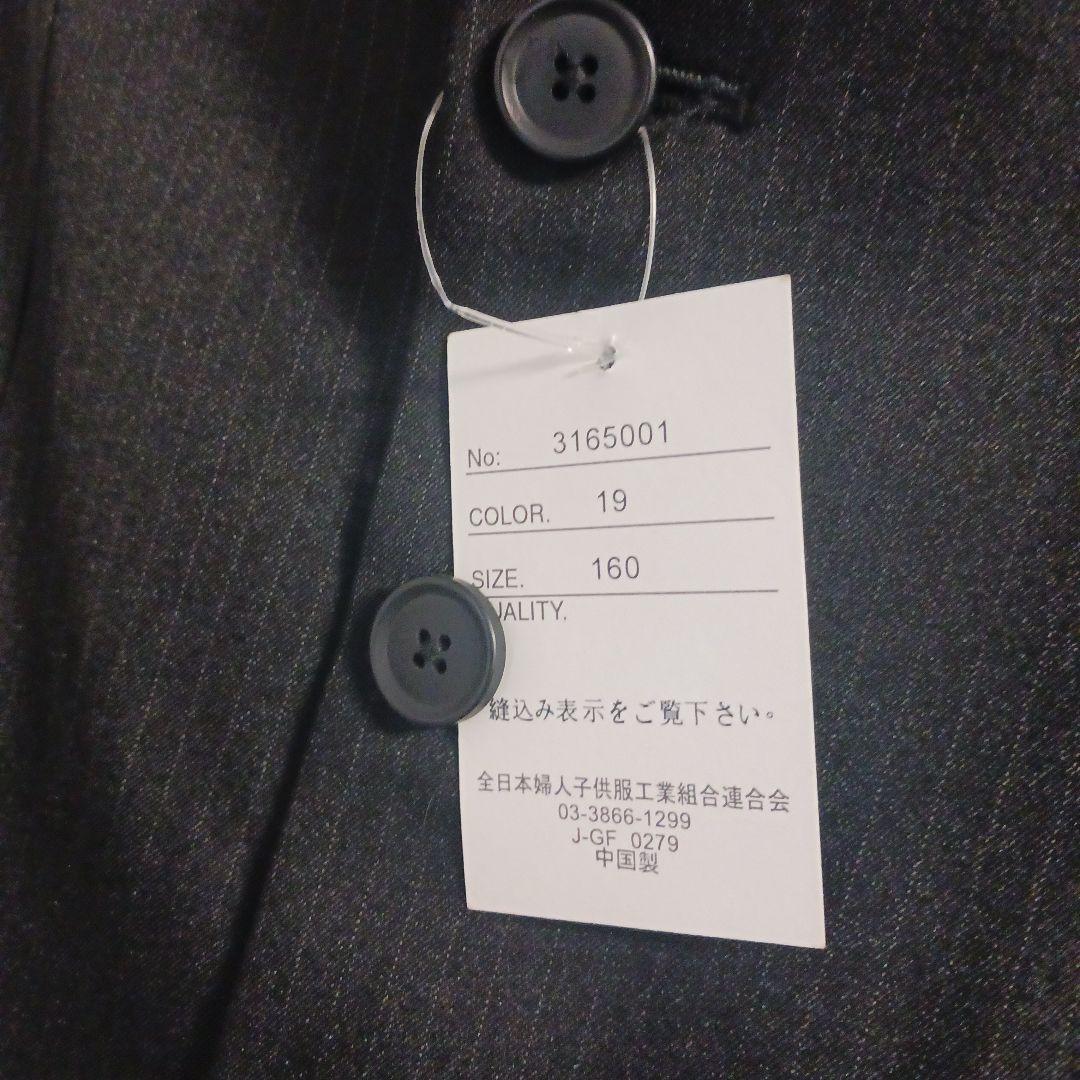 No: 3165001
COLOR. 19
SIZE. 160
UALITY.
縫込み表示をご覧下さい。
全日本婦人子供服工業組合連合会
03-3866-1299
J-GF 0279
中国製